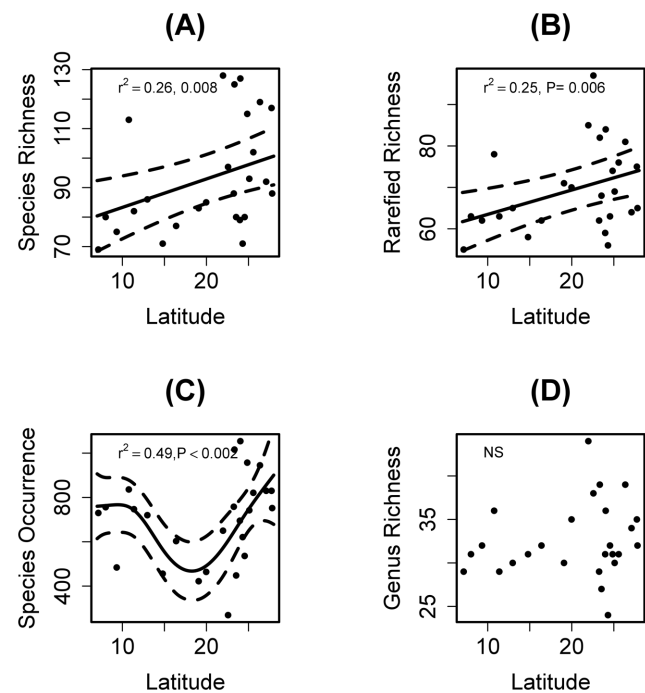 (A)
r² = 0.26, 0.008
130
110
90
70
Species Richness
10
20
Latitude
(B)
r² = 0.25, P= 0.006
80
60
Rarefied Richness
10
20
Latitude
(C)
r² = 0.49,P < 0.002
800
400
Species Occurrence
10
20
Latitude
(D)
NS
35
25
Genus Richness
10
20
Latitude